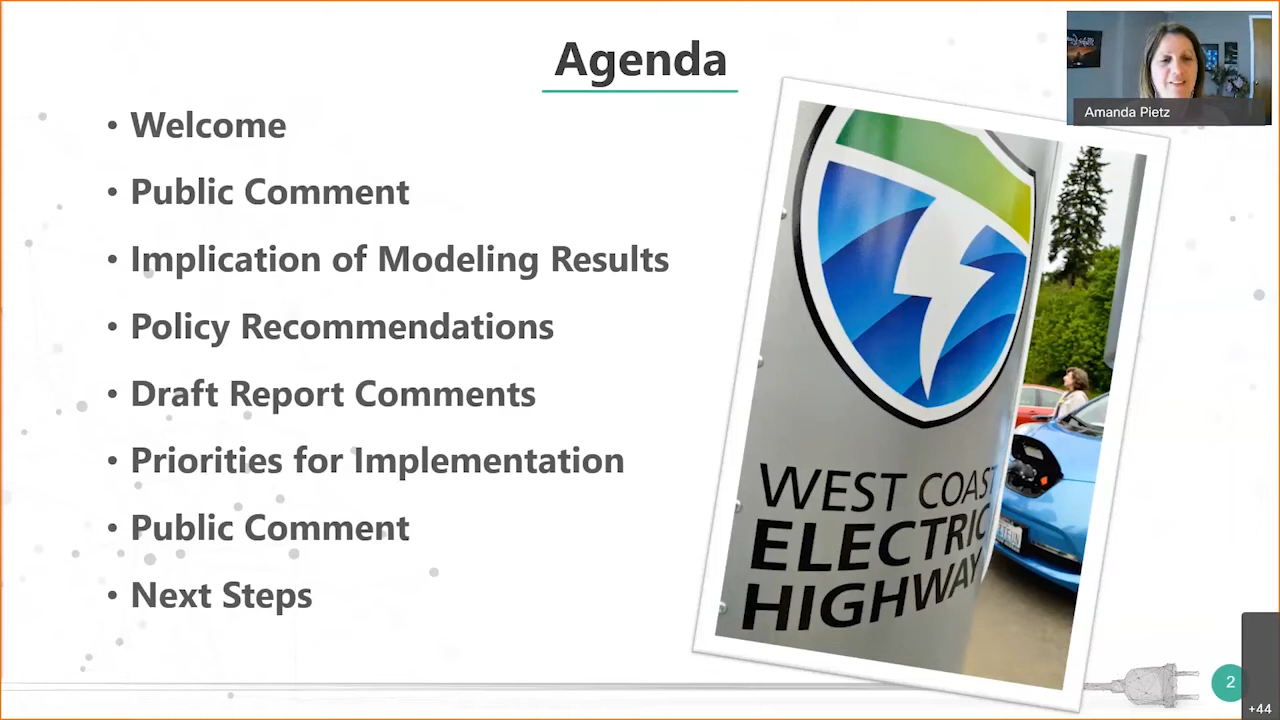 Agenda
• Welcome
• Public Comment
• Implication of Modeling Results
• Policy Recommendations
• Draft Report Comments
• Priorities for Implementation
• Public Comment
• Next Steps
Amanda Pietz
WEST COAS
ELECTRIC
HIGHWAY
2
+44